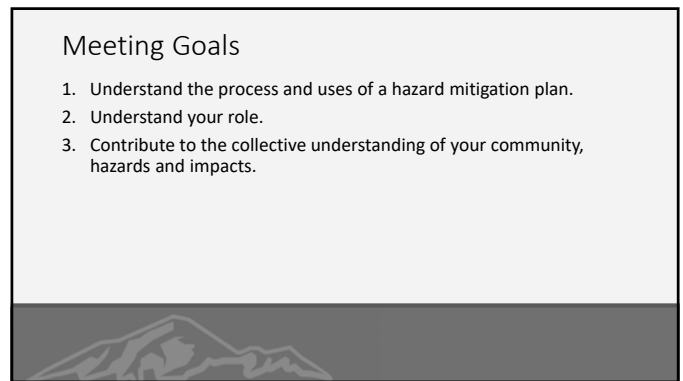 Meeting Goals
1. Understand the process and uses of a hazard mitigation plan.
2. Understand your role.
3. Contribute to the collective understanding of your community,
hazards and impacts.